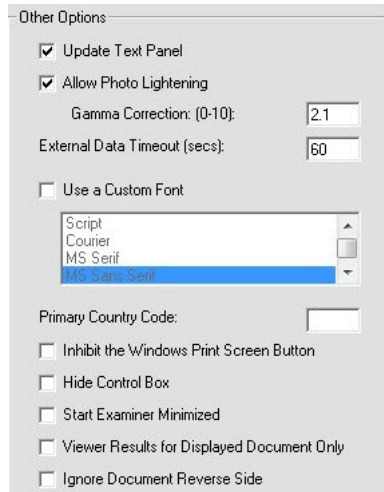 Other Options
Update Text Panel
Allow Photo Lightening
Gamma Correction: (0-10): 2.1
External Data Timeout (secs): 60
Use a Custom Font
Script
Courier
MS Serif
MS Sans Serif
Primary Country Code:
Inhibit the Windows Print Screen Button
Hide Control Box
Start Examiner Minimized
Viewer Results for Displayed Document Only
Ignore Document Reverse Side